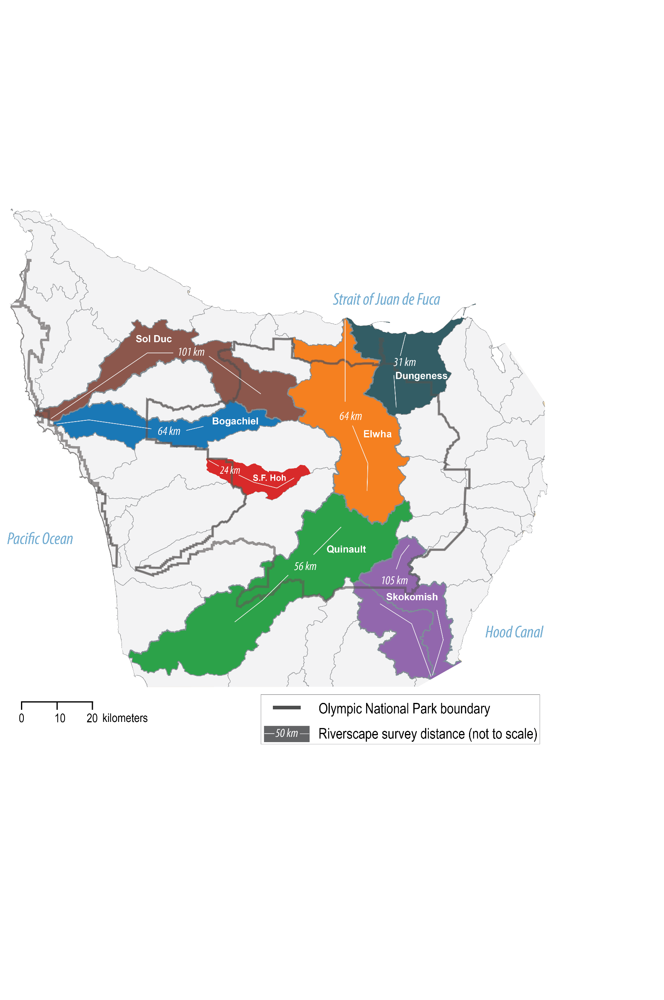 Strait of Juan de Fuca
Sol Duc
101 km
31 km
Dungeness
64 km
Elwha
Bogachiel
64 km
24 km
S.F. Hoh
Pacific Ocean
Quinault
56 km
105 km
Skokomish
Hood Canal
0 10 20 kilometers
Olympic National Park boundary
50 km Riverscape survey distance (not to scale)